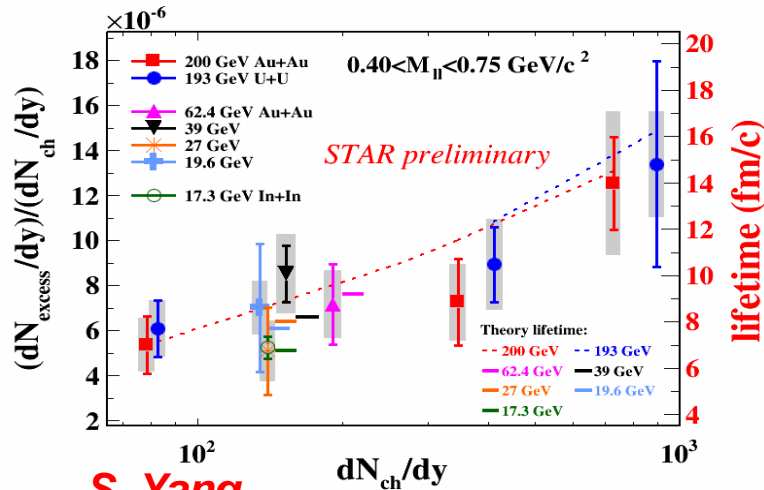 ×10⁻⁶
18
16
14
12
10
8
6
4
2
(dN_excess/dy)/(dN_ch/dy)
200 GeV Au+Au
193 GeV U+U
62.4 GeV Au+Au
39 GeV
27 GeV
19.6 GeV
17.3 GeV In+In
0.40<M_ll<0.75 GeV/c ²
STAR preliminary
Theory lifetime:
200 GeV 193 GeV
62.4 GeV 39 GeV
27 GeV 19.6 GeV
17.3 GeV
20
18
16
14
12
10
8
6
4
lifetime (fm/c)
10² 10³
dN_ch/dy
S. Yang